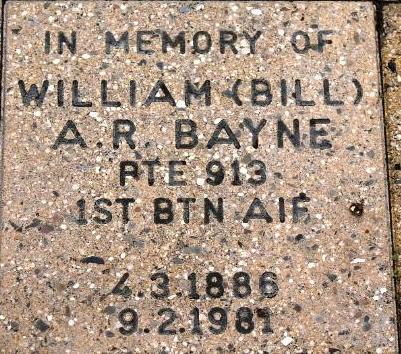 IN MEMORY OF
WILLIAM (BILL)
A.R. BAYNE
PTE 913
1ST BTN AIF
4.3.1886
9.2.1981